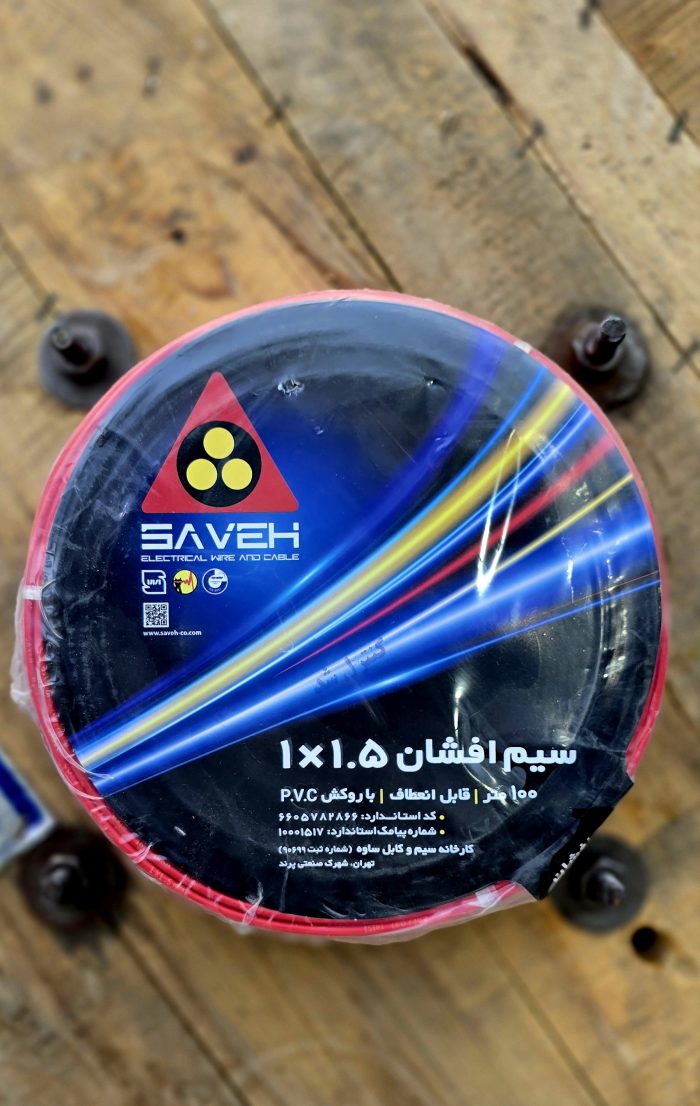 SAVEH
ELECTRICAL WIRE AND CABLE
www.saveh-co.com
سیم افشان ۱×۱.۵
۱۰۰ متر | قابل انعطاف | با روکش P.V.C
• کد استاندارد: ۶۶۰۵۷۸۲۸۶۶
• شماره پیامک استاندارد: ۱۰۰۰۱۵۱۷
کارخانه سیم و کابل ساوه (شماره ثبت ۹۰۶۹۹)
تهران، شهرک صنعتی پرند